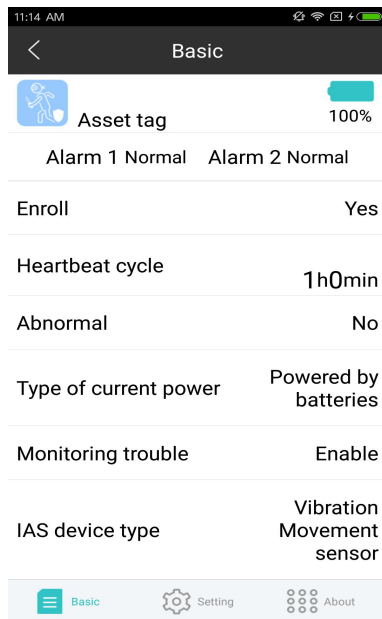 11:14 AM
Basic
Asset tag
100%
Alarm 1 Normal Alarm 2 Normal
Enroll Yes
Heartbeat cycle 1h0min
Abnormal No
Type of current power Powered by
batteries
Monitoring trouble Enable
IAS device type Vibration
Movement
sensor
Basic Setting About